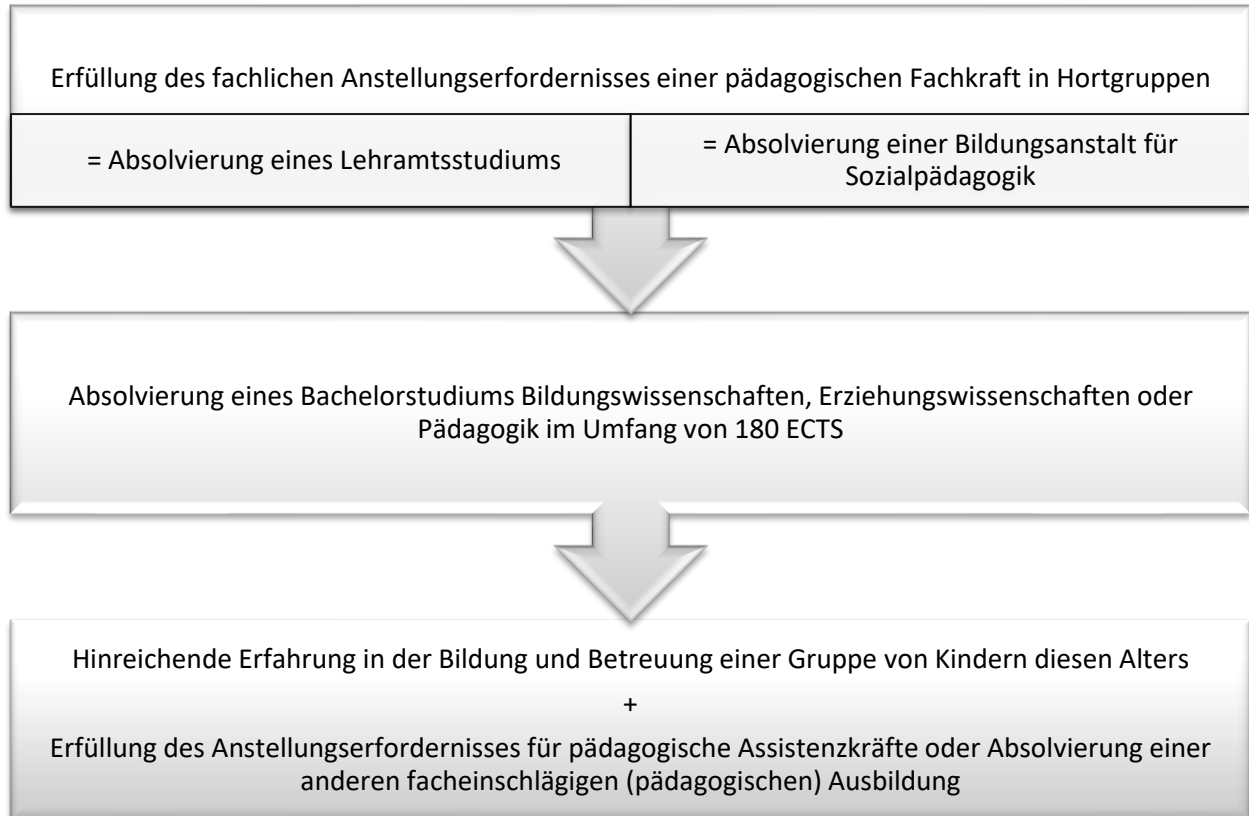 Erfüllung des fachlichen Anstellungserfordernisses einer pädagogischen Fachkraft in Hortgruppen
= Absolvierung eines Lehramtsstudiums
= Absolvierung einer Bildungsanstalt für
Sozialpädagogik
Absolvierung eines Bachelorstudiums Bildungswissenschaften, Erziehungswissenschaften oder
Pädagogik im Umfang von 180 ECTS
Hinreichende Erfahrung in der Bildung und Betreuung einer Gruppe von Kindern diesen Alters
+
Erfüllung des Anstellungserfordernisses für pädagogische Assistenzkräfte oder Absolvierung einer
anderen facheinschlägigen (pädagogischen) Ausbildung